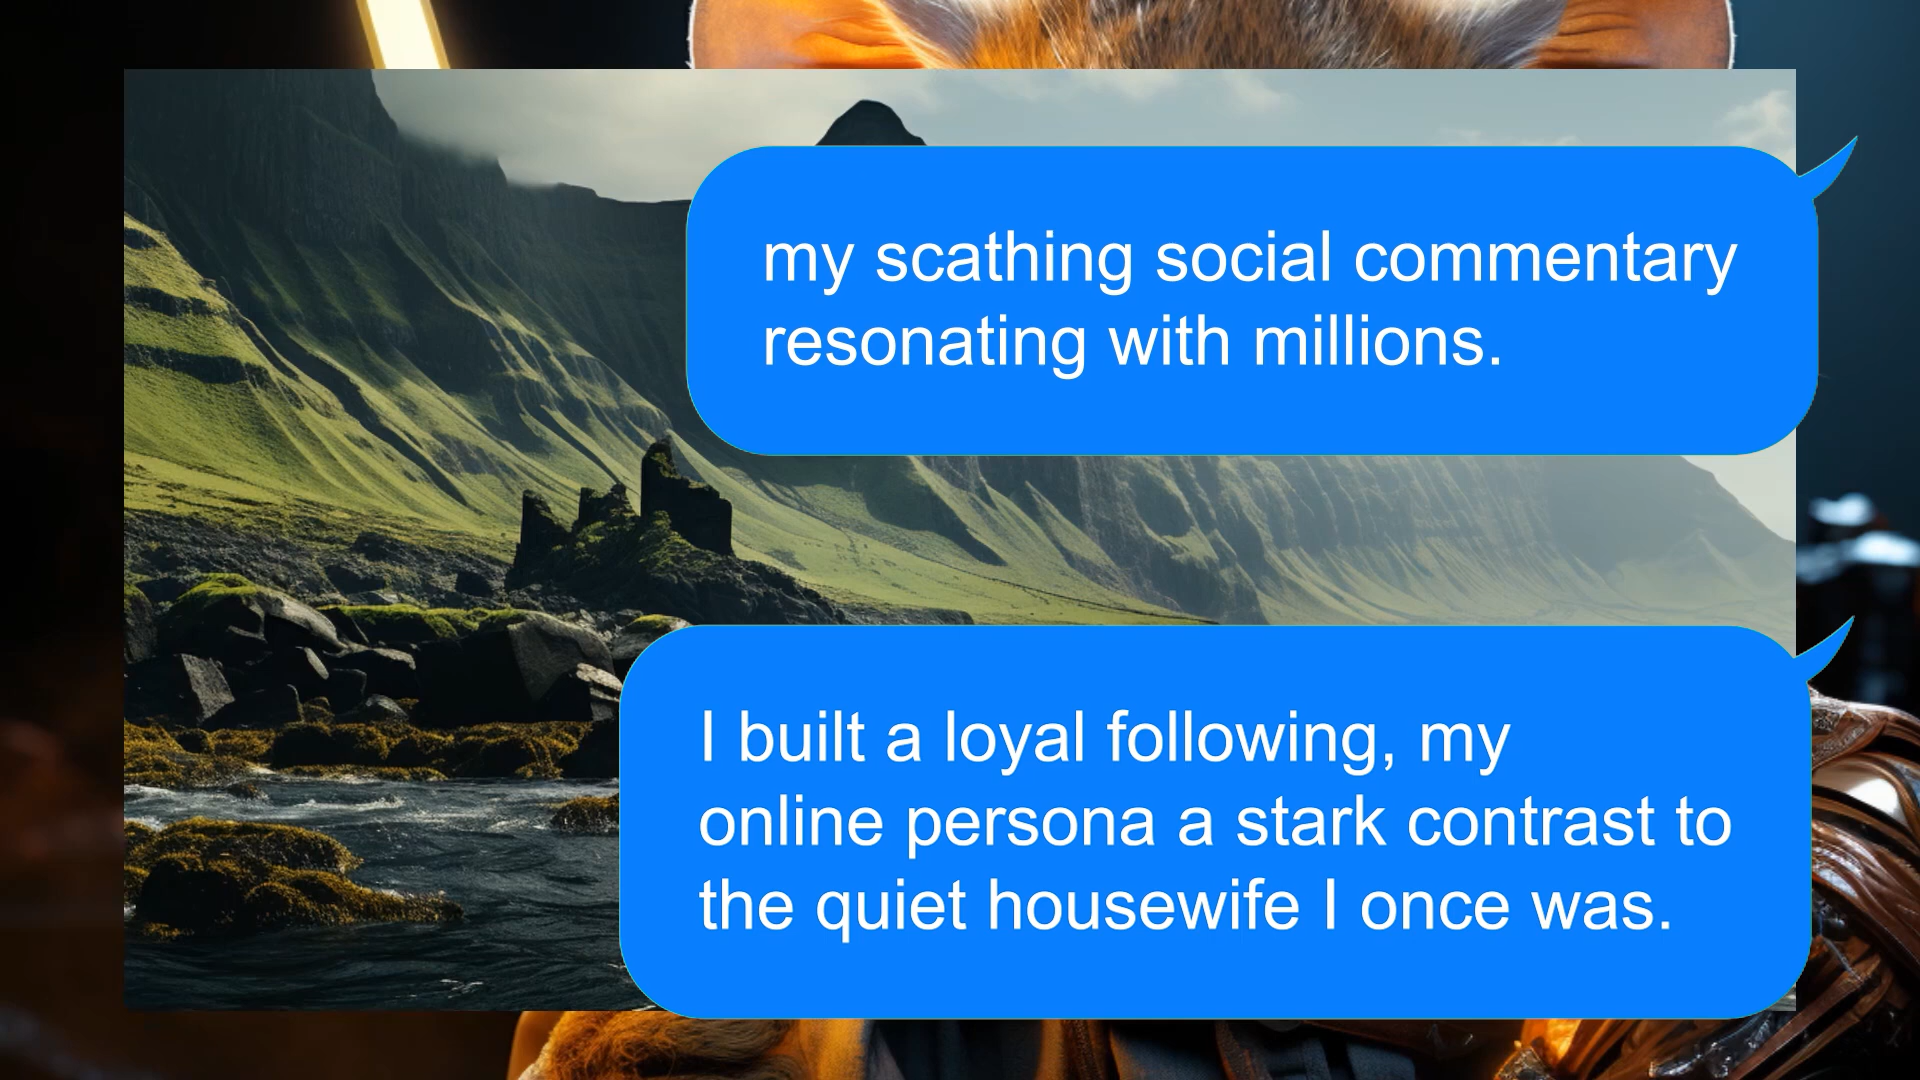 my scathing social commentary
resonating with millions.
I built a loyal following, my
online persona a stark contrast to
the quiet housewife I once was.